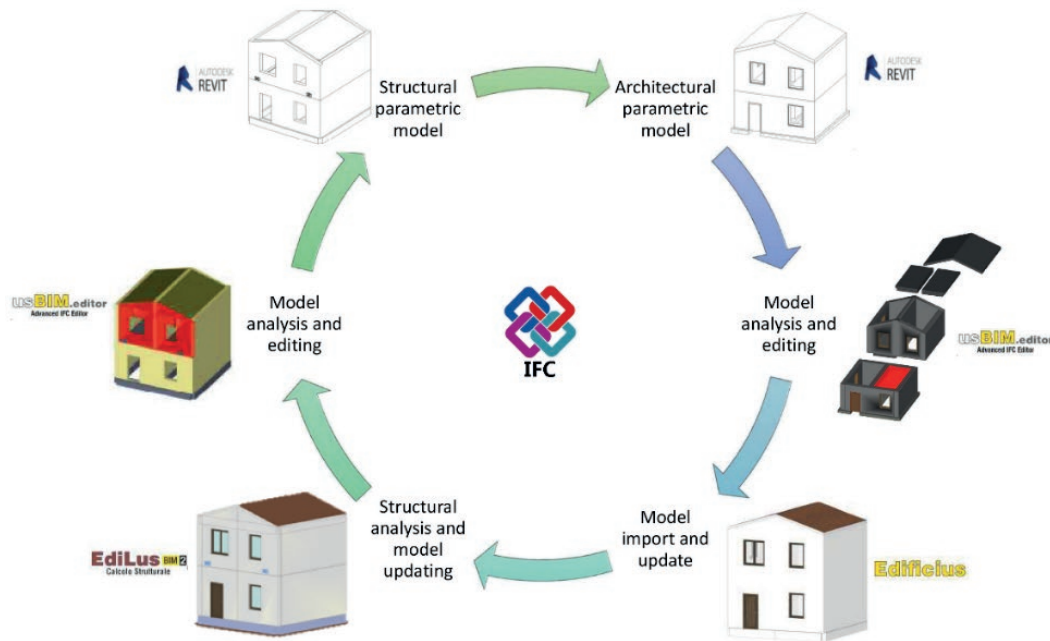 AUTODESK
REVIT
Structural
parametric
model
Architectural
parametric
model
AUTODESK
REVIT
usBIM.editor
Advanced IFC Editor
Model
analysis and
editing
IFC
Model
analysis and
editing
usBIM.editor
Advanced IFC Editor
EdiLus BIM 2
Calcolo Strutturale
Structural
analysis and
model
updating
Model
import and
update
Edificius